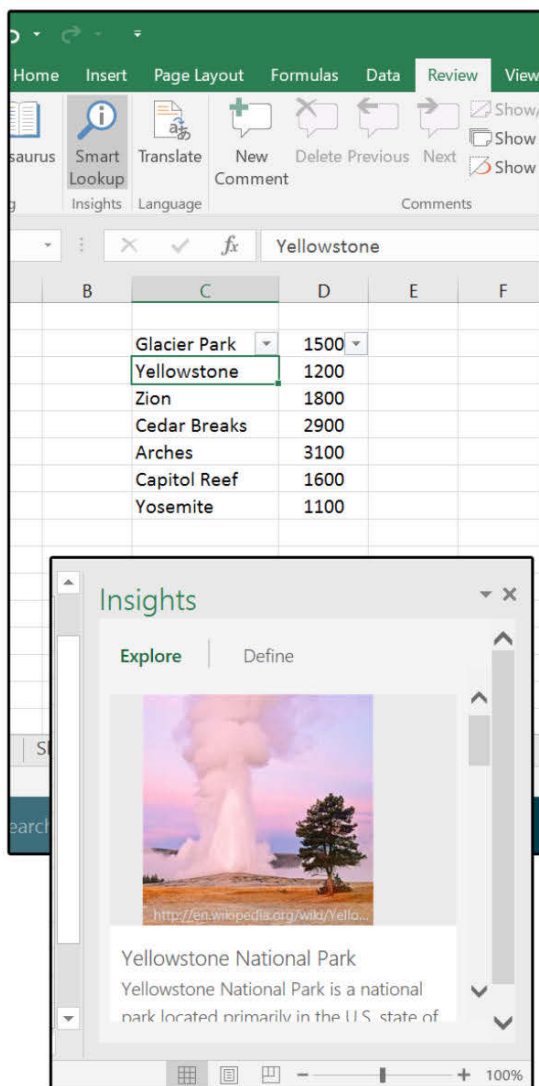 Home Insert Page Layout Formulas Data Review View
saurus Smart Lookup Translate New Comment Delete Previous Next Show/
Show
Show
Insights Language Comments
fx Yellowstone
B C D E F
Glacier Park 1500
Yellowstone 1200
Zion 1800
Cedar Breaks 2900
Arches 3100
Capitol Reef 1600
Yosemite 1100
earch
Insights
Explore Define
http://en.wikipedia.org/wiki/Yello...
Yellowstone National Park
Yellowstone National Park is a national
park located primarily in the U.S. state of
100%